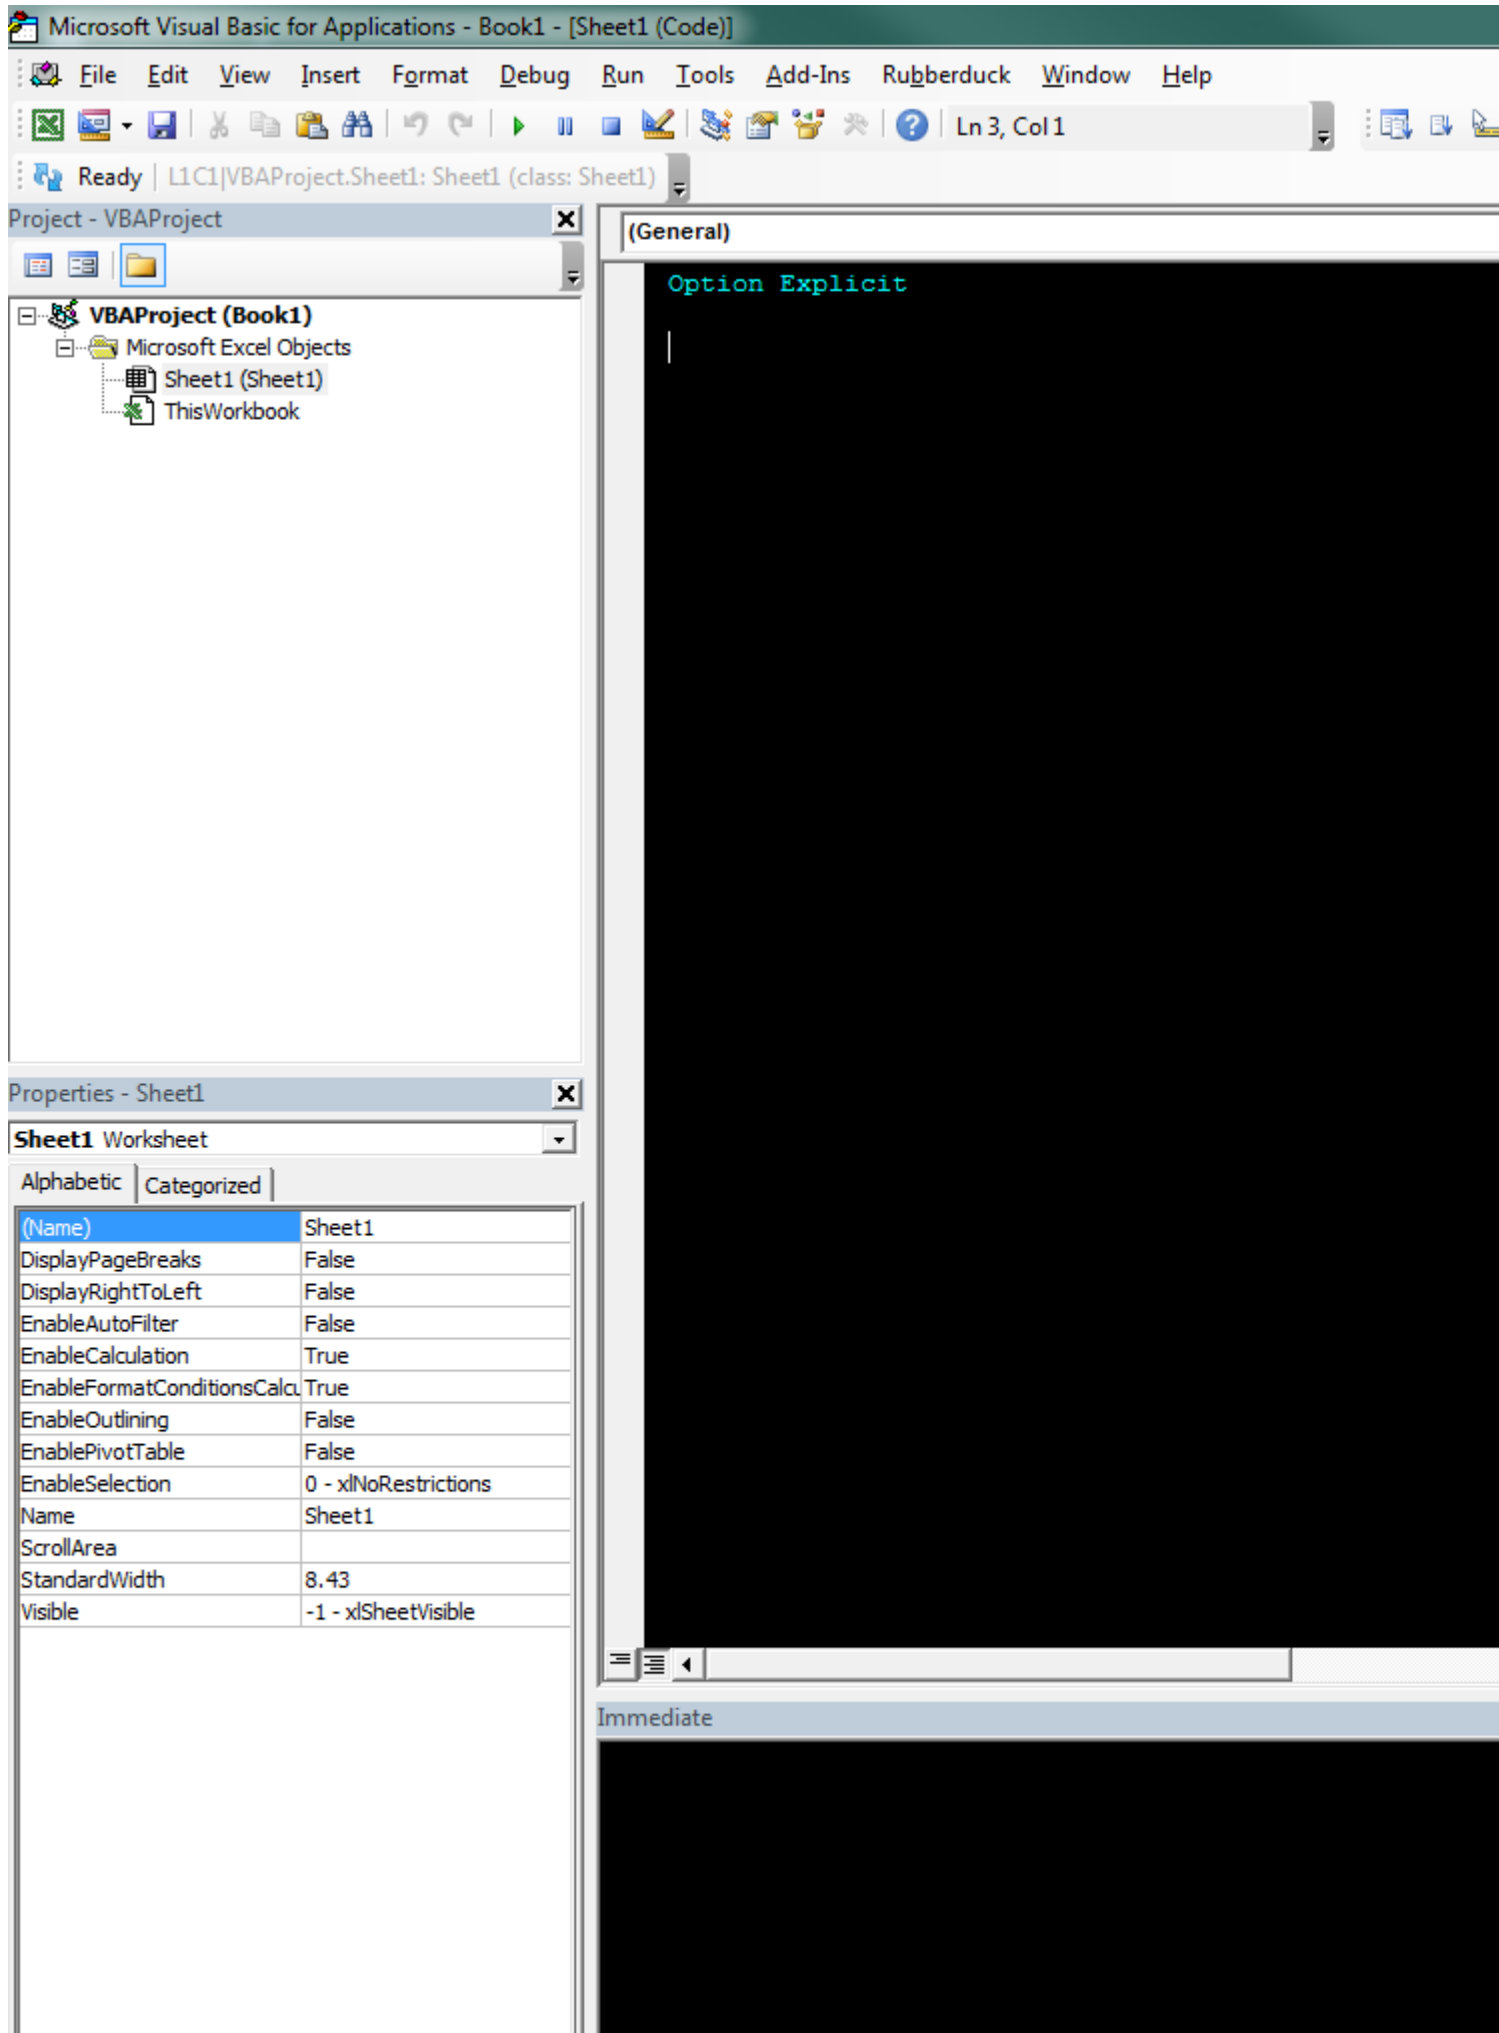 Microsoft Visual Basic for Applications - Book1 - [Sheet1 (Code)]
File Edit View Insert Format Debug Run Tools Add-Ins Rubberduck Window Help
Ln 3, Col 1
Ready L1C1|VBAProject.Sheet1: Sheet1 (class: Sheet1)
Project - VBAProject
VBAProject (Book1)
Microsoft Excel Objects
Sheet1 (Sheet1)
ThisWorkbook
(General)
Option Explicit
Properties - Sheet1
Sheet1 Worksheet
Alphabetic Categorized
(Name) Sheet1
DisplayPageBreaks False
DisplayRightToLeft False
EnableAutoFilter False
EnableCalculation True
EnableFormatConditionsCalcu True
EnableOutlining False
EnablePivotTable False
EnableSelection 0 - xlNoRestrictions
Name Sheet1
ScrollArea
StandardWidth 8.43
Visible -1 - xlSheetVisible
Immediate